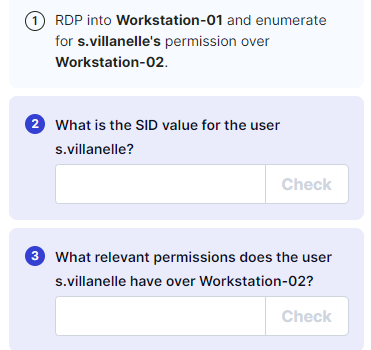 1 RDP into Workstation-01 and enumerate
for s.villanelle's permission over
Workstation-02.
2 What is the SID value for the user
s.villanelle?
Check
3 What relevant permissions does the user
s.villanelle have over Workstation-02?
Check